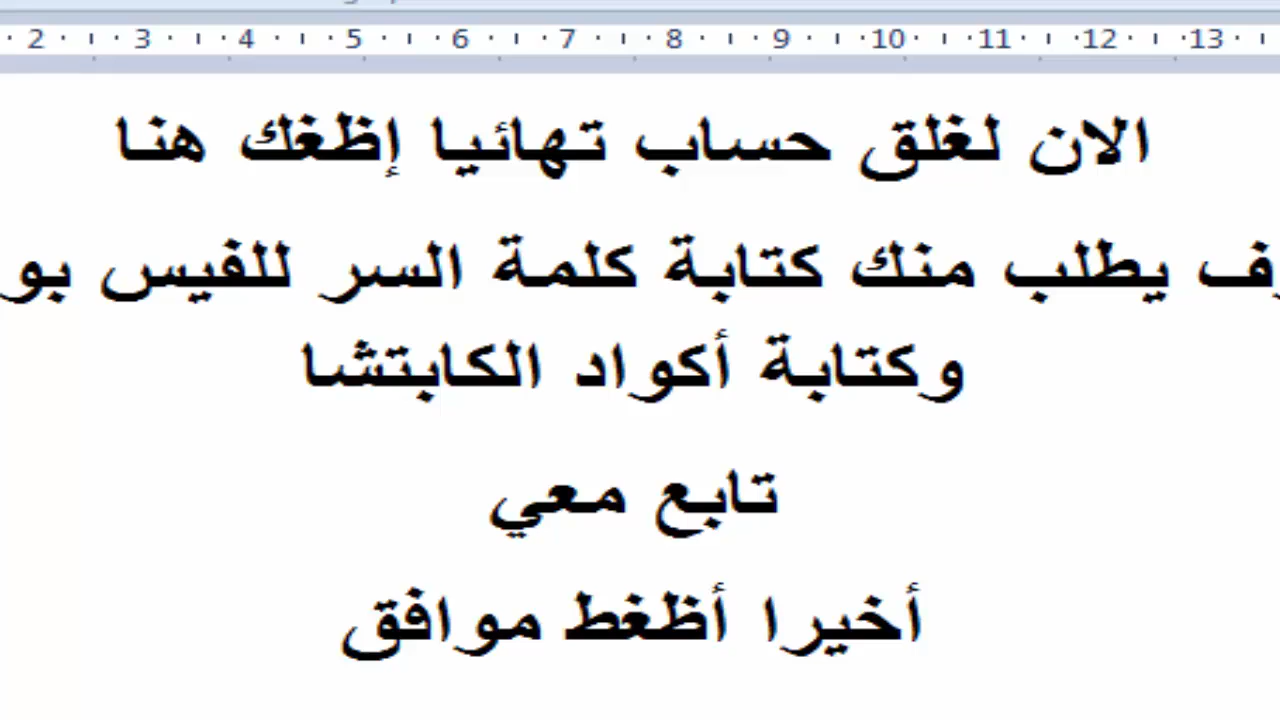 2 3 4 5 6 7 8 9 10 11 12 13
الان لغلق حساب تهائيا إظغك هنا
يطلب منك كتابة كلمة السر للفيس بو
وكتابة أكواد الكابتشا
تابع معي
أخيرا أظغط موافق